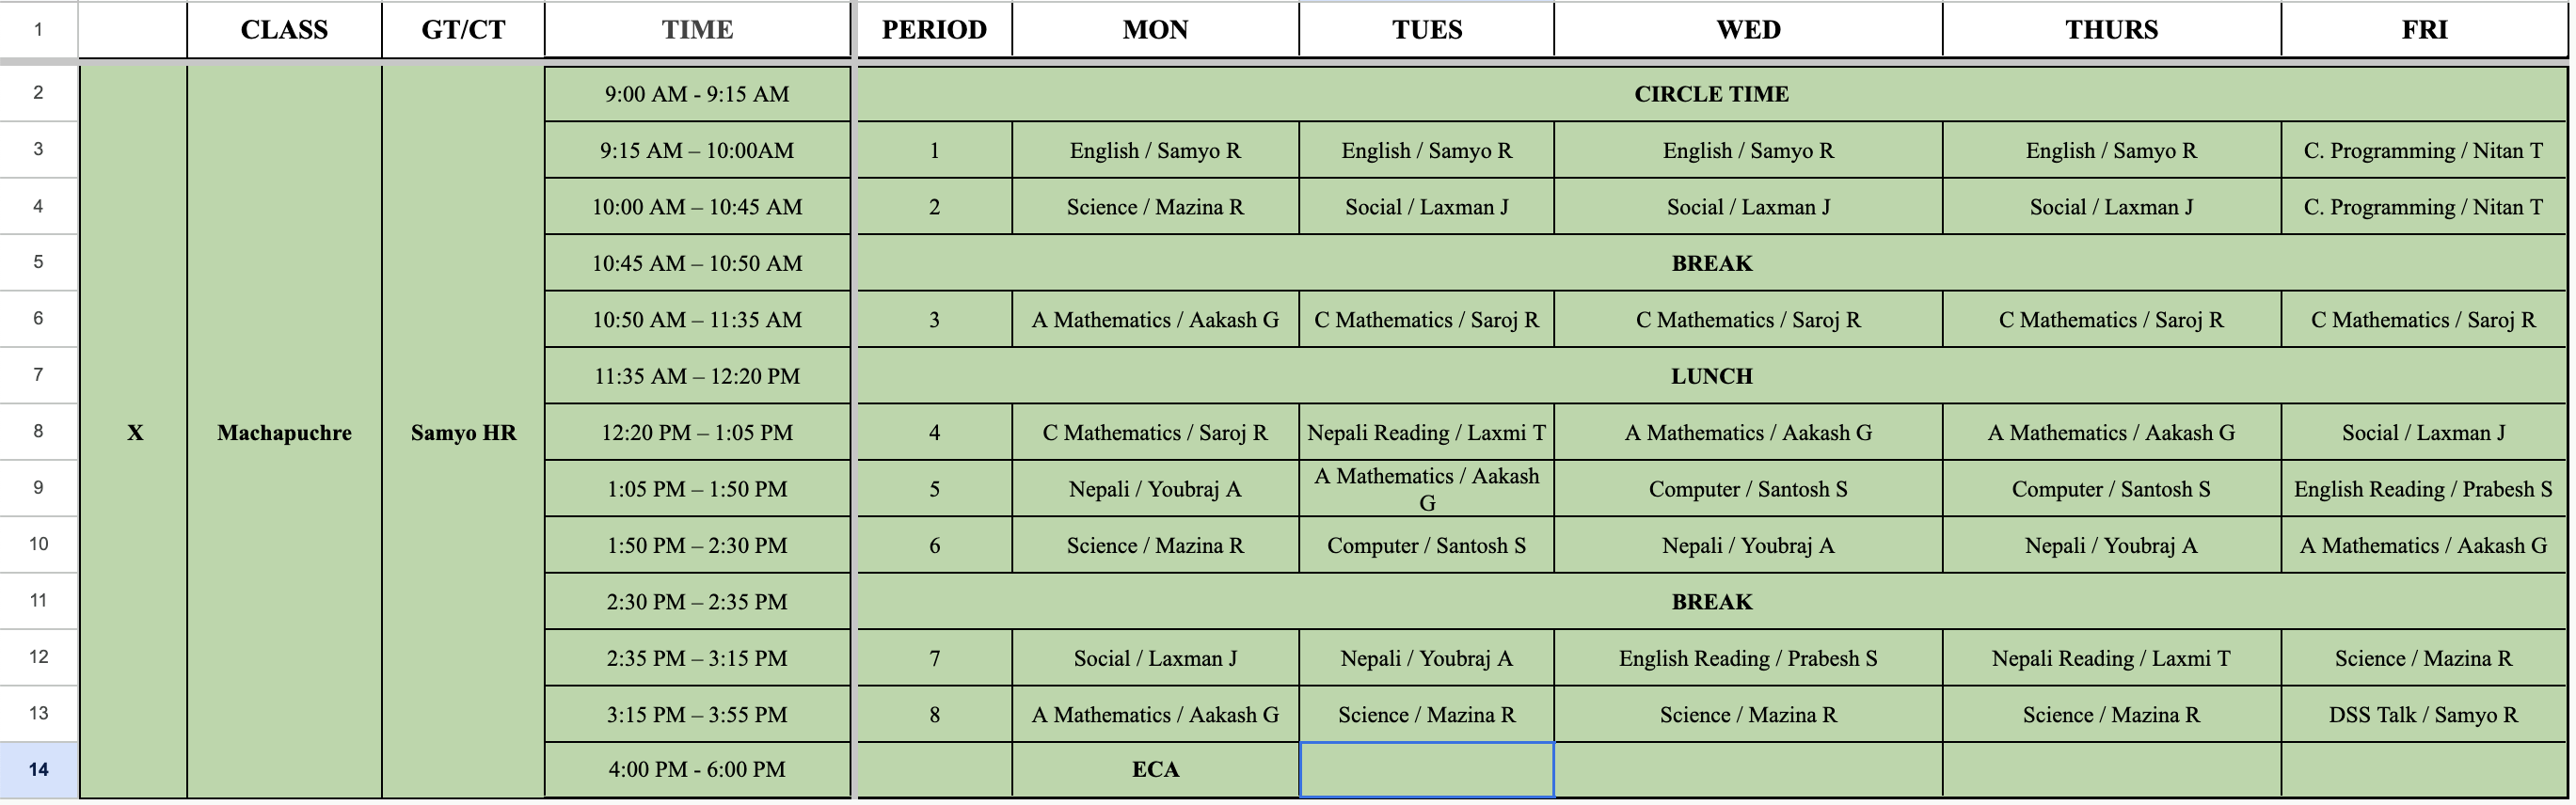 1 CLASS GT/CT TIME PERIOD MON TUES WED THURS FRI
2 9:00 AM - 9:15 AM CIRCLE TIME
3 9:15 AM – 10:00AM 1 English / Samyo R English / Samyo R English / Samyo R English / Samyo R C. Programming / Nitan T
4 10:00 AM – 10:45 AM 2 Science / Mazina R Social / Laxman J Social / Laxman J Social / Laxman J C. Programming / Nitan T
5 10:45 AM – 10:50 AM BREAK
6 10:50 AM – 11:35 AM 3 A Mathematics / Aakash G C Mathematics / Saroj R C Mathematics / Saroj R C Mathematics / Saroj R C Mathematics / Saroj R
7 11:35 AM – 12:20 PM LUNCH
8 X Machapuchre Samyo HR 12:20 PM – 1:05 PM 4 C Mathematics / Saroj R Nepali Reading / Laxmi T A Mathematics / Aakash G A Mathematics / Aakash G Social / Laxman J
9 1:05 PM – 1:50 PM 5 Nepali / Youbraj A A Mathematics / Aakash G Computer / Santosh S Computer / Santosh S English Reading / Prabesh S
10 1:50 PM – 2:30 PM 6 Science / Mazina R Computer / Santosh S Nepali / Youbraj A Nepali / Youbraj A A Mathematics / Aakash G
11 2:30 PM – 2:35 PM BREAK
12 2:35 PM – 3:15 PM 7 Social / Laxman J Nepali / Youbraj A English Reading / Prabesh S Nepali Reading / Laxmi T Science / Mazina R
13 3:15 PM – 3:55 PM 8 A Mathematics / Aakash G Science / Mazina R Science / Mazina R Science / Mazina R DSS Talk / Samyo R
14 4:00 PM - 6:00 PM ECA